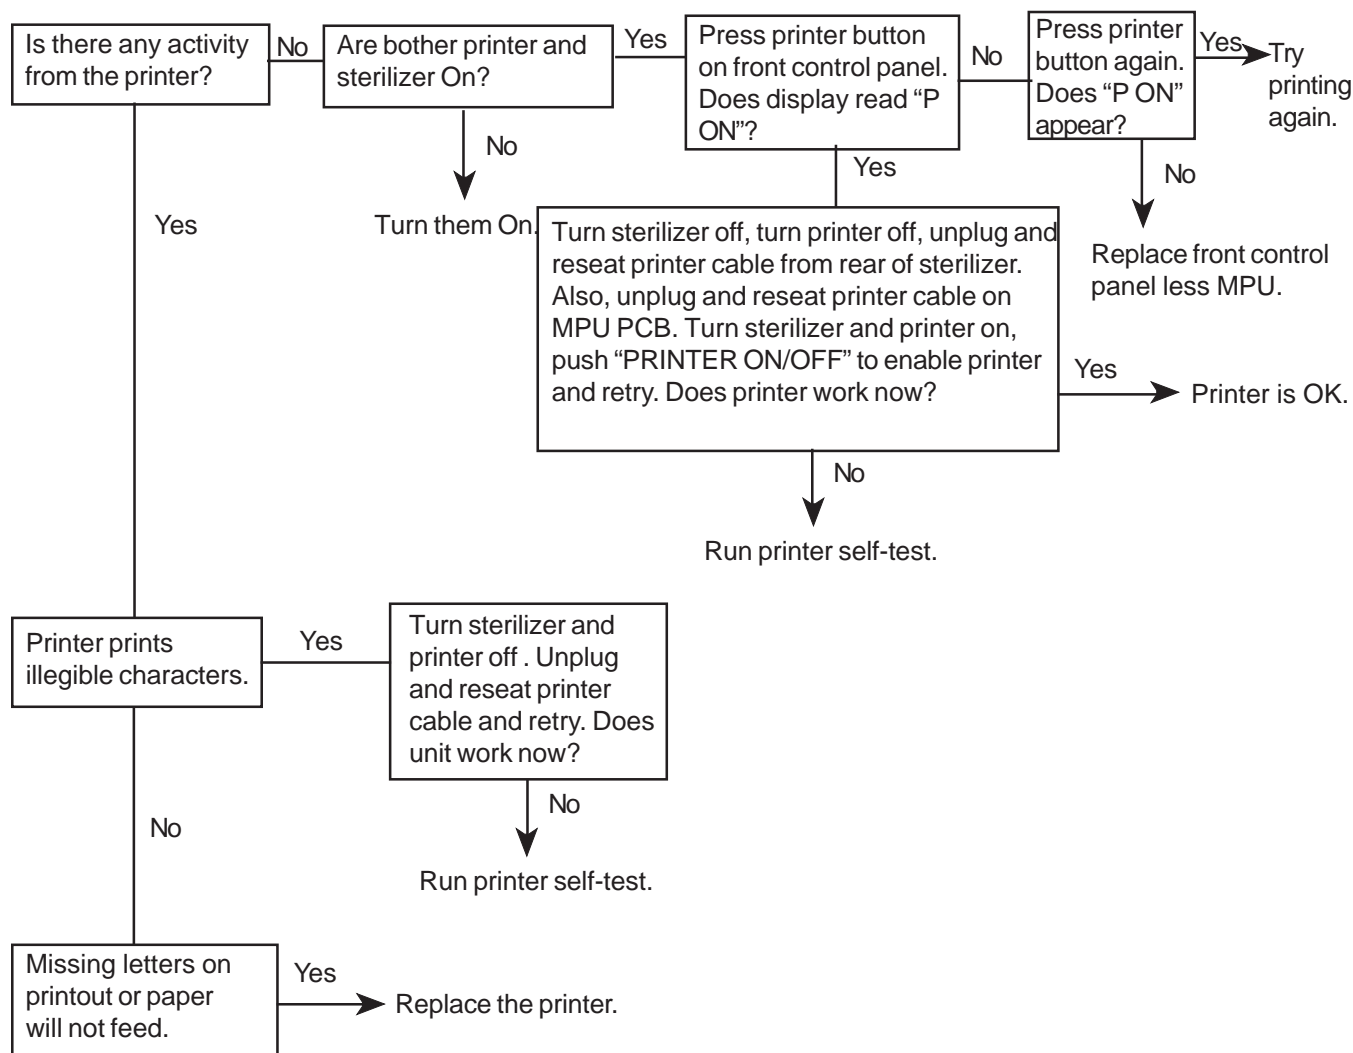 Is there any activity
from the printer?
No
Are bother printer and
sterilizer On?
Yes
Press printer button
on front control panel.
Does display read “P
ON”?
No
Press printer
button again.
Does “P ON”
appear?
Yes
Try
printing
again.
No
Turn them On.
Yes
No
Replace front control
panel less MPU.
Yes
Turn sterilizer off, turn printer off, unplug and
reseat printer cable from rear of sterilizer.
Also, unplug and reseat printer cable on
MPU PCB. Turn sterilizer and printer on,
push “PRINTER ON/OFF” to enable printer
and retry. Does printer work now?
Yes
Printer is OK.
No
Run printer self-test.
Printer prints
illegible characters.
Yes
Turn sterilizer and
printer off . Unplug
and reseat printer
cable and retry. Does
unit work now?
No
Run printer self-test.
No
Missing letters on
printout or paper
will not feed.
Yes
Replace the printer.